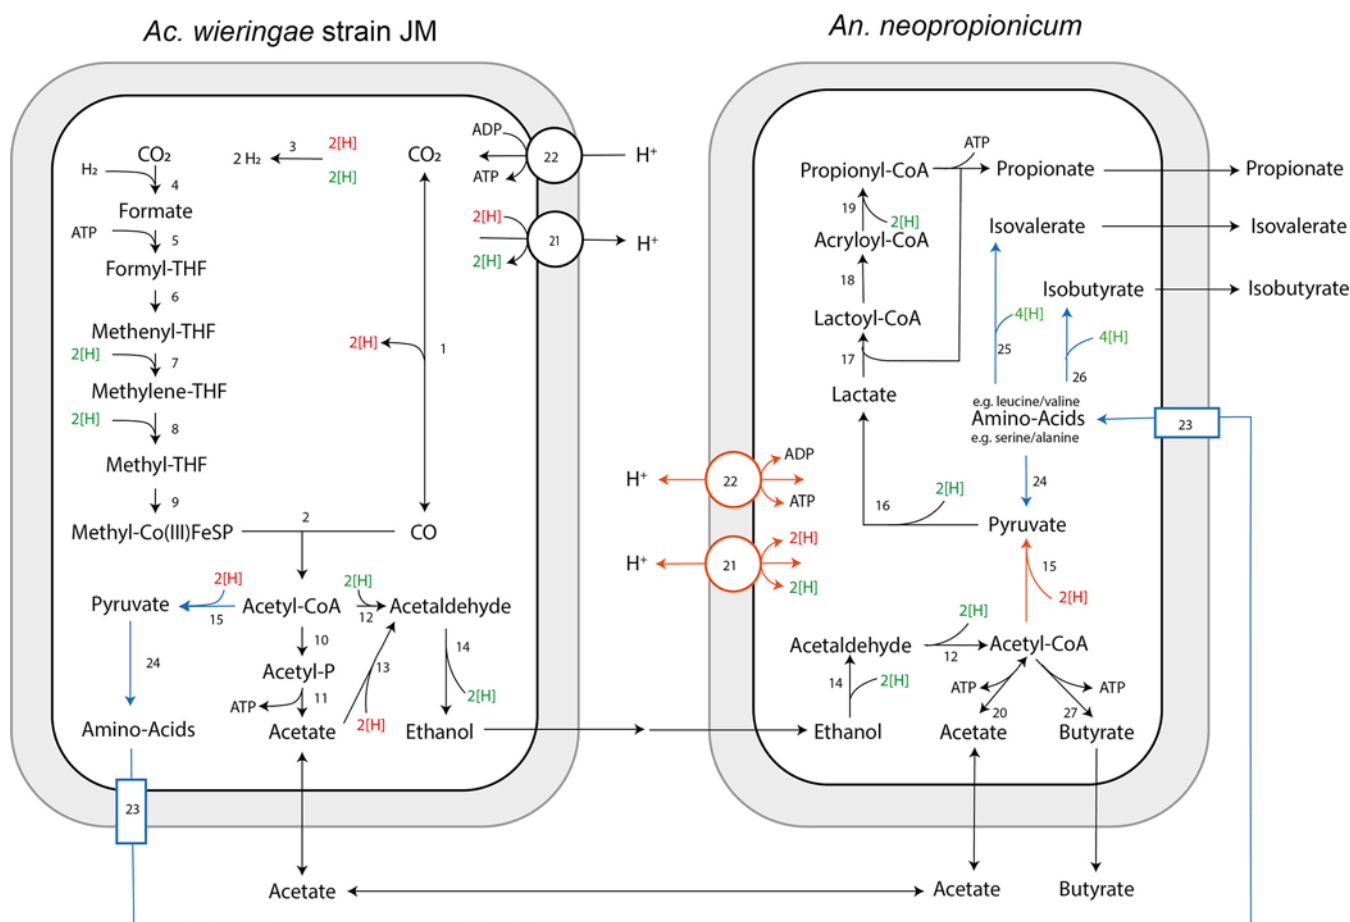 Ac. wieringae strain JM
An. neopropionicum
CO₂
H₂
4
Formate
ATP
5
Formyl-THF
6
Methenyl-THF
2[H]
7
Methylene-THF
2[H]
8
Methyl-THF
9
Methyl-Co(III)FeSP
2
CO
2 H₂
3
2[H]
2[H]
CO₂
2[H]
1
ADP
ATP
22
H⁺
2[H]
2[H]
21
H⁺
Pyruvate
2[H]
15
Acetyl-CoA
2[H]
12
Acetaldehyde
24
10
Acetyl-P
ATP
11
13
2[H]
14
2[H]
Amino-Acids
Acetate
Ethanol
23
Acetate
Propionyl-CoA
ATP
Propionate
Propionate
19
2[H]
Acryloyl-CoA
18
Lactoyl-CoA
17
Lactate
Isovalerate
Isovalerate
Isobutyrate
Isobutyrate
4[H]
25
4[H]
26
e.g. leucine/valine
Amino-Acids
e.g. serine/alanine
23
24
16
2[H]
Pyruvate
H⁺
22
ADP
ATP
H⁺
21
2[H]
2[H]
15
2[H]
Acetaldehyde
2[H]
12
Acetyl-CoA
14
2[H]
ATP
20
ATP
27
Ethanol
Acetate
Butyrate
Acetate
Butyrate